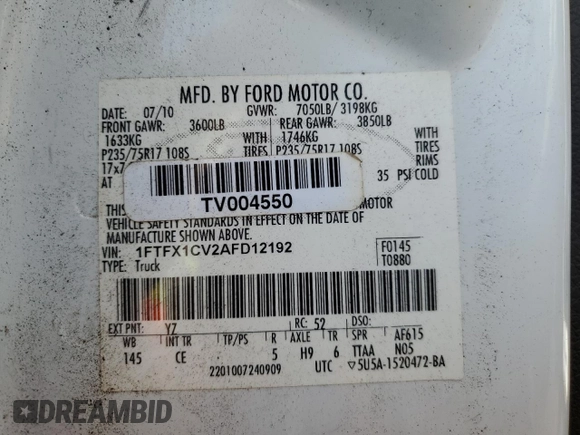 MFD. BY FORD MOTOR CO.
DATE: 07/10 GVWR: 7050LB/ 3198KG
FRONT GAWR: 3600LB REAR GAWR: 3850LB
1633KG WITH 1746KG WITH
P235/75R17 108S TIRES P235/75R17 108S TIRES
17x7 RIMS
AT 35 PSI COLD
TV004550
THIS MOTOR
VEHICLE SAFETY STANDARDS IN EFFECT ON THE DATE OF
MANUFACTURE SHOWN ABOVE.
VIN: 1FTFX1CV2AFD12192 F0145
TYPE: Truck T0880
EXT PNT: YZ RC: 52 DSO:
WB INT TR TP/PS R AXLE TR SPR AF615
145 CE 5 H9 6 TTAA N05
2201007240909 UTC ▽5U5A-1520472-BA
DREAMBID